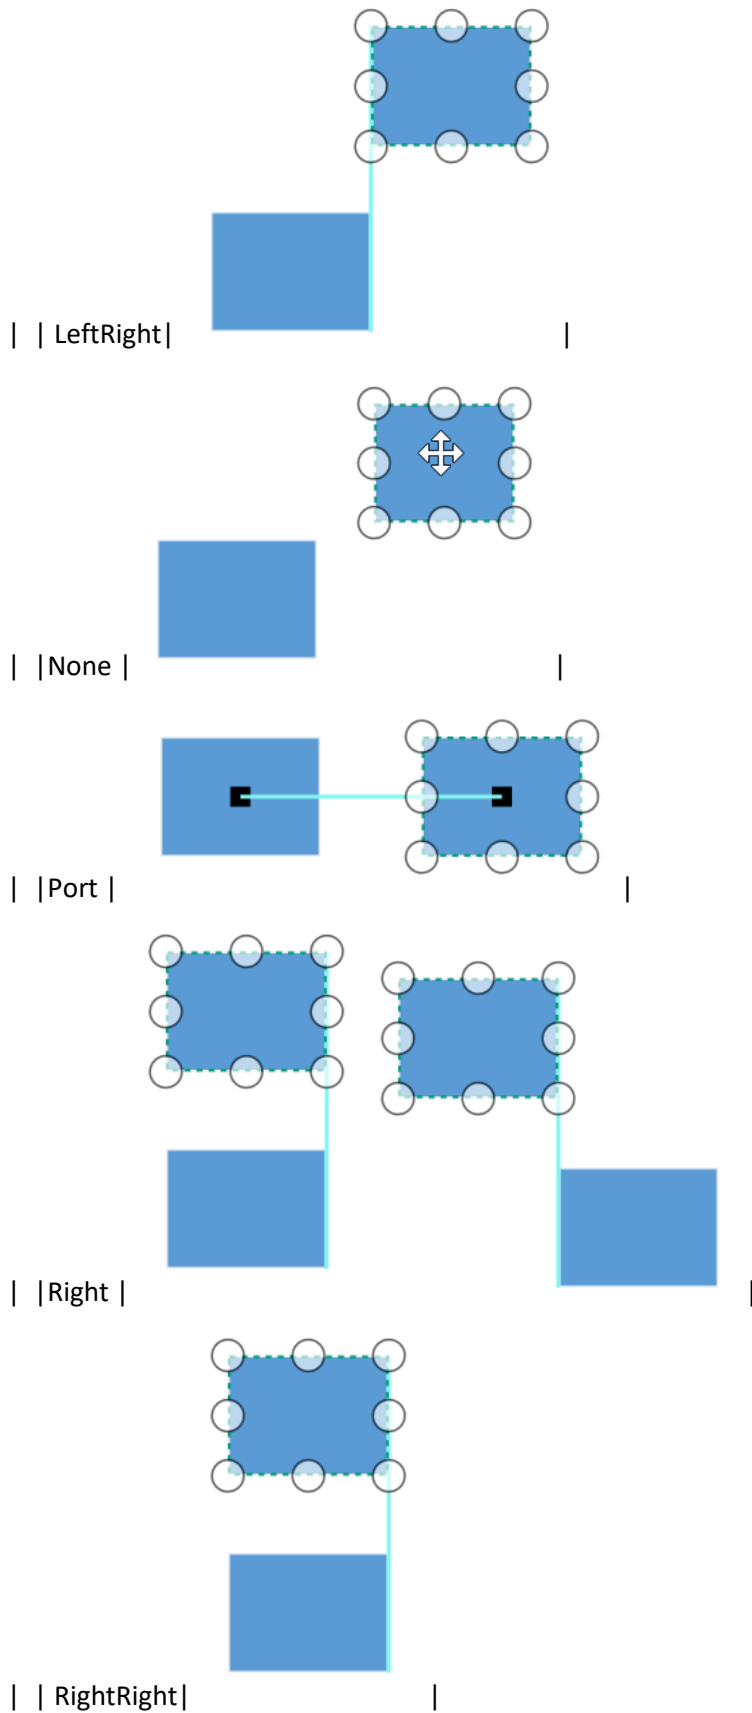 | | LeftRight| |
| |None | |
| |Port | |
| |Right | |
| | RightRight| |